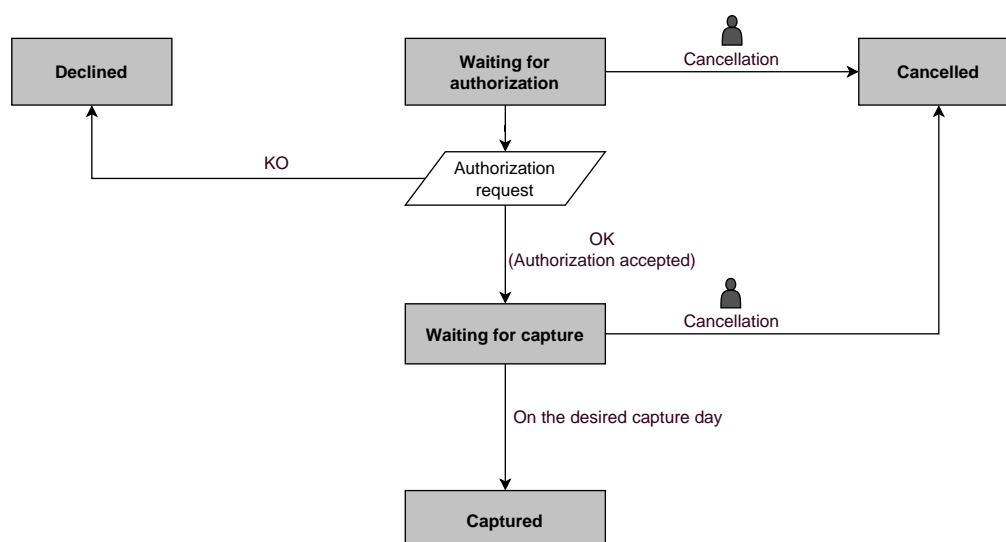 Declined
Waiting for
authorization
Cancellation
Cancelled
KO
Authorization
request
OK
(Authorization accepted)
Waiting for capture
Cancellation
On the desired capture day
Captured